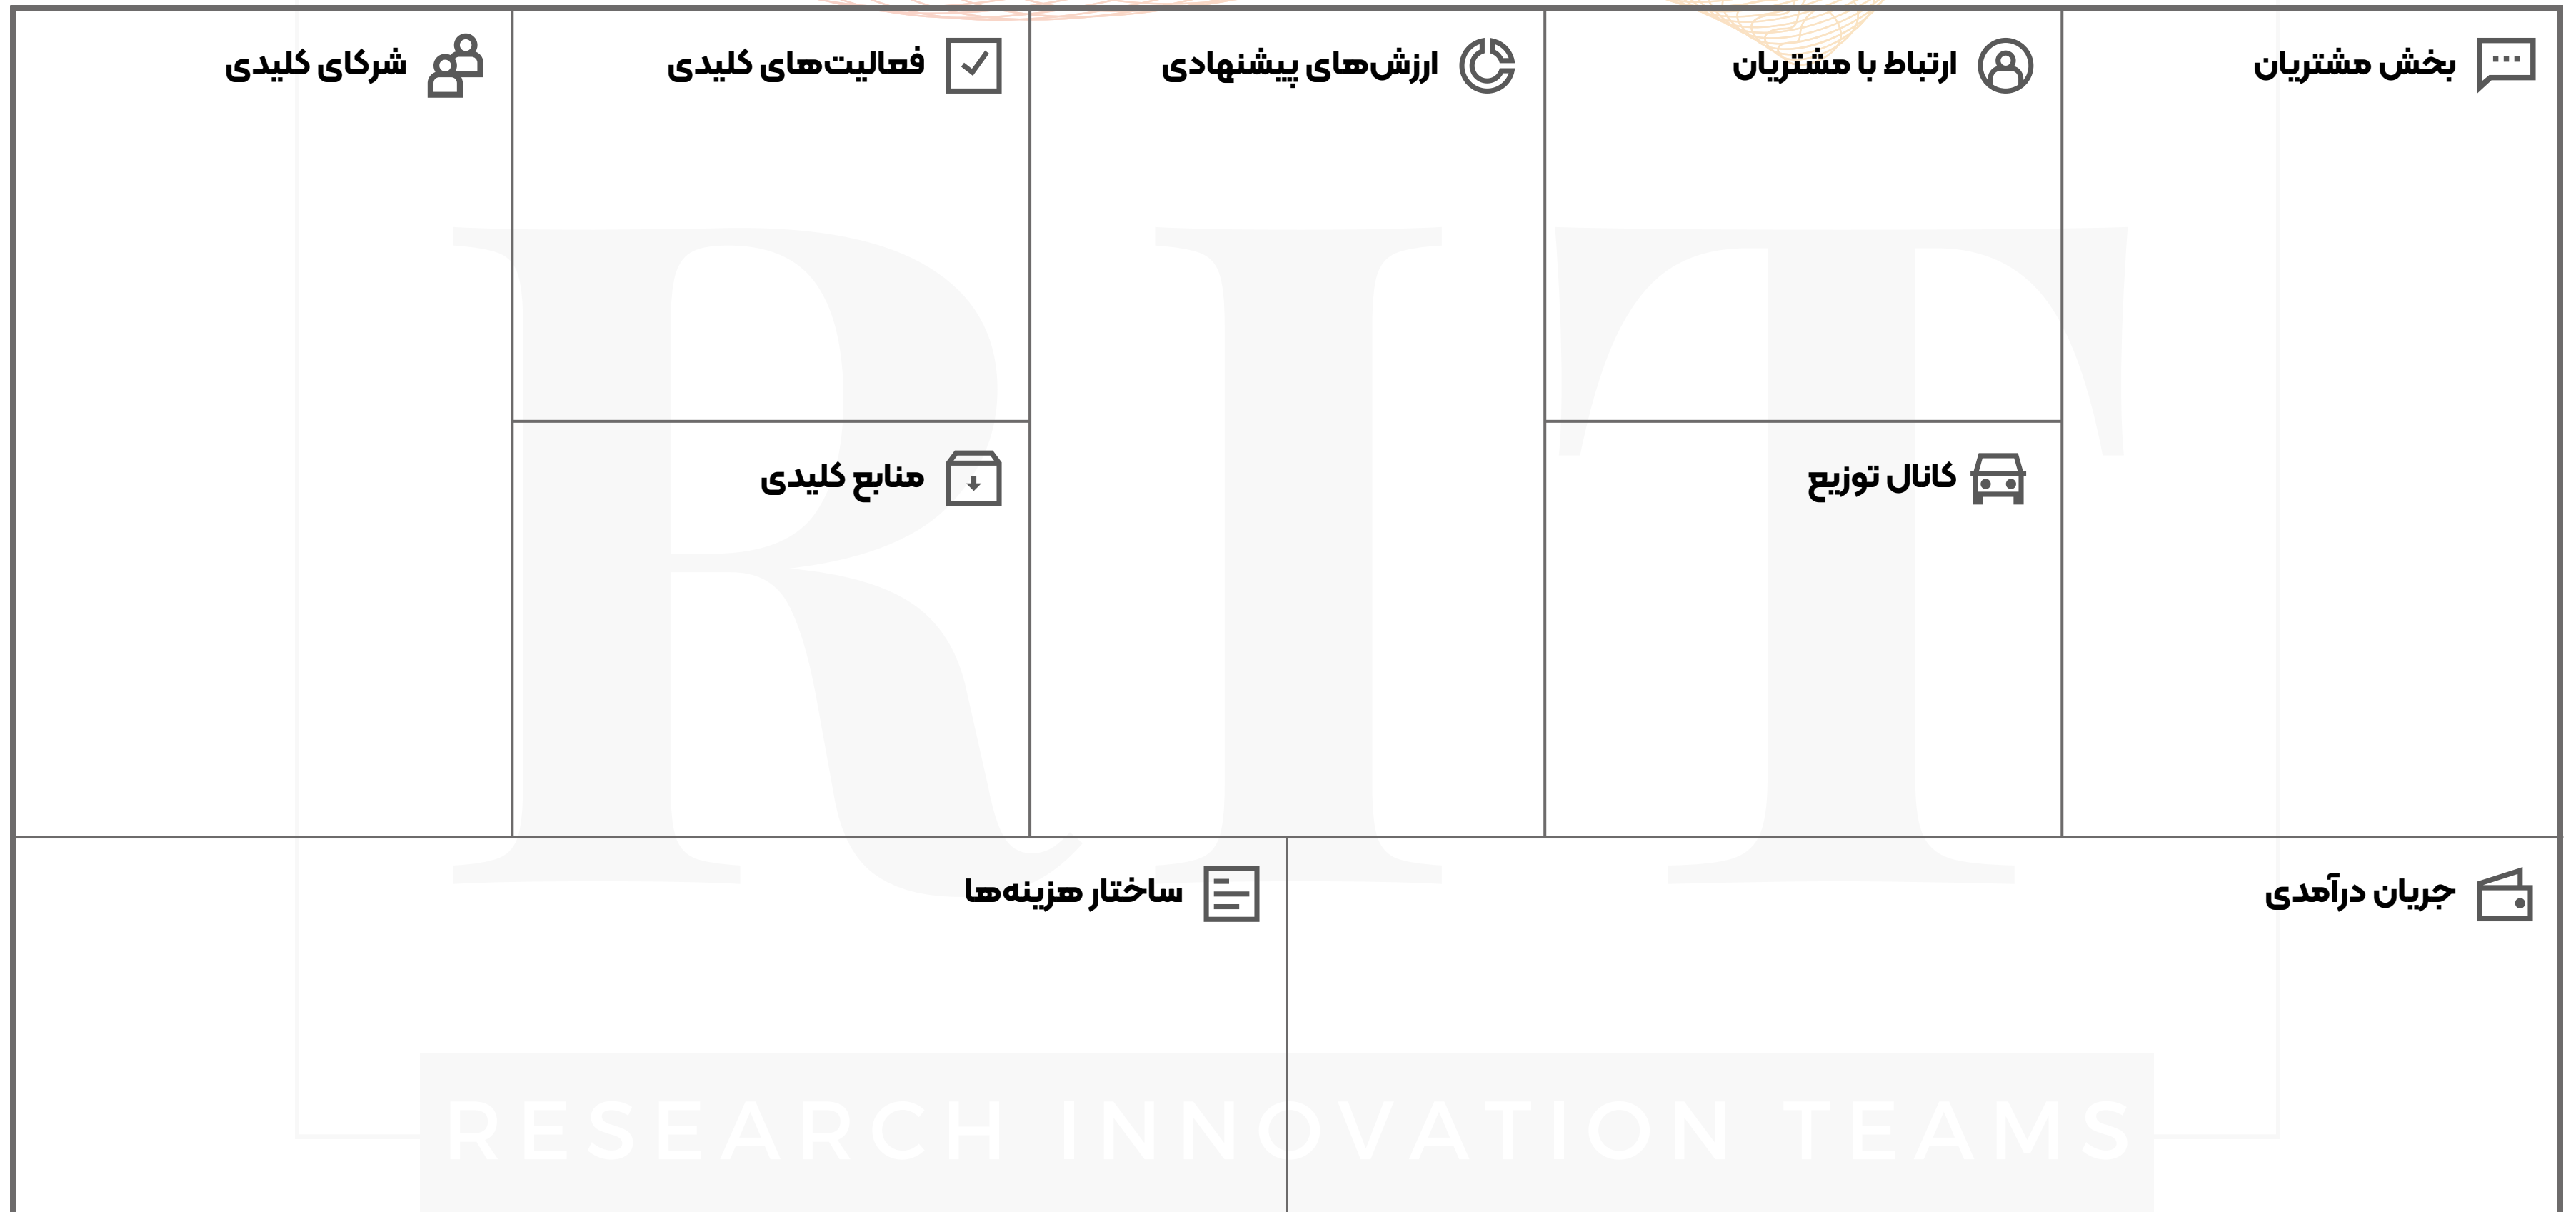 بخش مشتریان
ارتباط با مشتریان
ارزش‌های پیشنهادی
فعالیت‌های کلیدی
شرکای کلیدی
کانال توزیع
منابع کلیدی
جریان درآمدی
ساختار هزینه‌ها
RIT
RESEARCH INNOVATION TEAMS